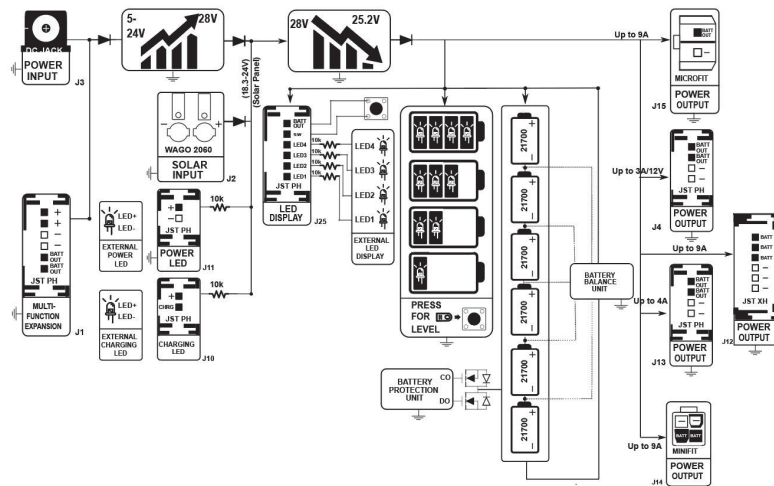 DC JACK
POWER
INPUT
J3
5-
24V
28V
28V
25.2V
(18.3-24V)
(Solar Panel)
WAGO 2060
SOLAR
INPUT
J2
+
+
-
-
BATT
OUT
BATT
OUT
JST PH
MULTI-
FUNCTION
EXPANSION
J1
LED+
LED-
EXTERNAL
POWER
LED
+
-
JST PH
POWER
LED
J11
10k
LED+
LED-
EXTERNAL
CHARGING
LED
+
CHRG
JST PH
CHARGING
LED
J10
10k
BATT
OUT
SW
LED4
LED3
LED2
LED1
JST PH
LED
DISPLAY
J25
10k
10k
10k
10k
LED4
LED3
LED2
LED1
EXTERNAL
LED
DISPLAY
PRESS
FOR
LEVEL
BATTERY
PROTECTION
UNIT
CO
DO
+
21700
-
+
21700
-
+
21700
-
+
21700
-
+
21700
-
+
21700
-
BATTERY
BALANCE
UNIT
Up to 9A
BATT
OUT
-
MICROFIT
POWER
OUTPUT
J15
Up to 3A/12V
BATT
OUT
BATT
OUT
-
-
JST PH
POWER
OUTPUT
J4
Up to 9A
BATT
OUT
BATT
OUT
BATT
OUT
-
-
-
JST XH
POWER
OUTPUT
J12
Up to 4A
BATT
OUT
BATT
OUT
-
-
JST PH
POWER
OUTPUT
J13
Up to 9A
-
-
BATT
BATT
MINIFIT
POWER
OUTPUT
J14